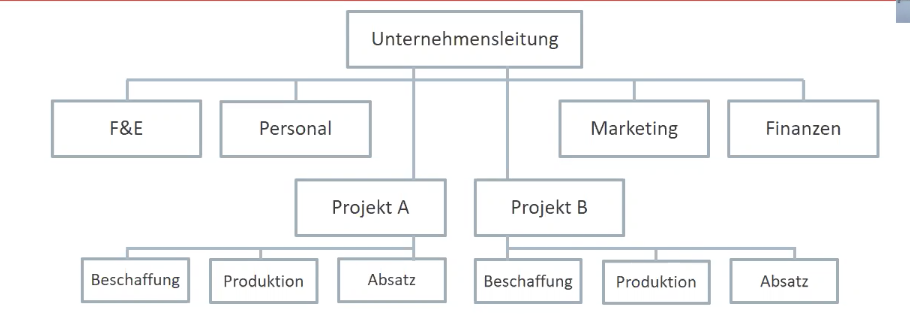 Unternehmensleitung
F&E
Personal
Marketing
Finanzen
Projekt A
Projekt B
Beschaffung
Produktion
Absatz
Beschaffung
Produktion
Absatz